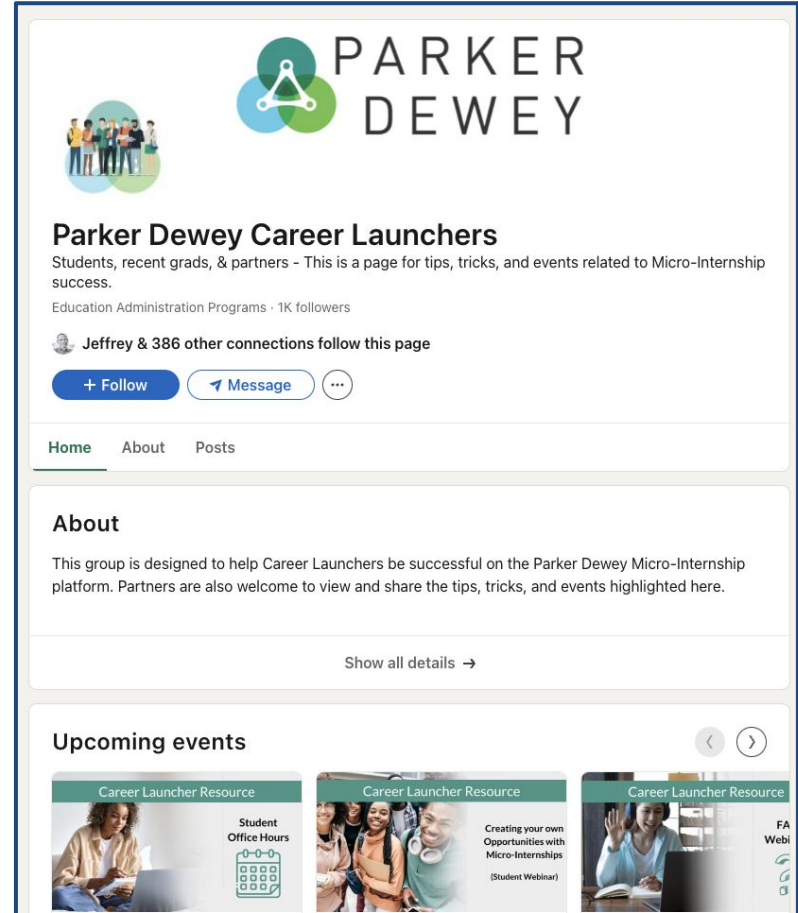 PARKER
DEWEY
Parker Dewey Career Launchers
Students, recent grads, & partners - This is a page for tips, tricks, and events related to Micro-Internship
success.
Education Administration Programs · 1K followers
Jeffrey & 386 other connections follow this page
+ Follow
Message
Home
About
Posts
About
This group is designed to help Career Launchers be successful on the Parker Dewey Micro-Internship
platform. Partners are also welcome to view and share the tips, tricks, and events highlighted here.
Show all details →
Upcoming events
Career Launcher Resource
Student
Office Hours
Career Launcher Resource
Creating your own
Opportunities with
Micro-Internships
(Student Webinar)
Career Launcher Resource
FA
Webi